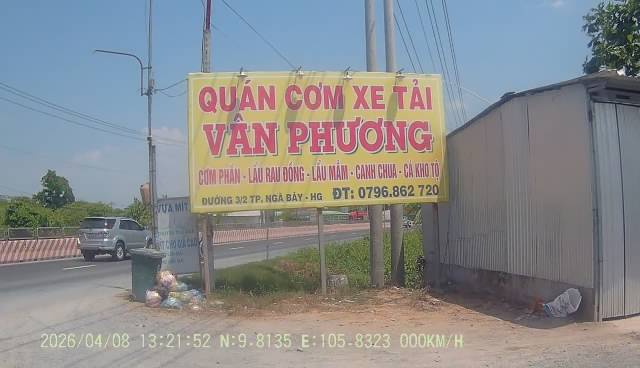 QUÁN CƠM XE TẢI
VÂN PHƯƠNG
CƠM PHẦN - LẨU RAU ĐỒNG - LẨU MẮM - CANH CHUA - CÁ KHO TỘ
ĐƯỜNG 3/2 TP. NGÃ BẢY - HG ĐT: 0796.862 720
VỰA MÍT
2026/04/08 13:21:52 N:9.8135 E:105.8323 000KM/H